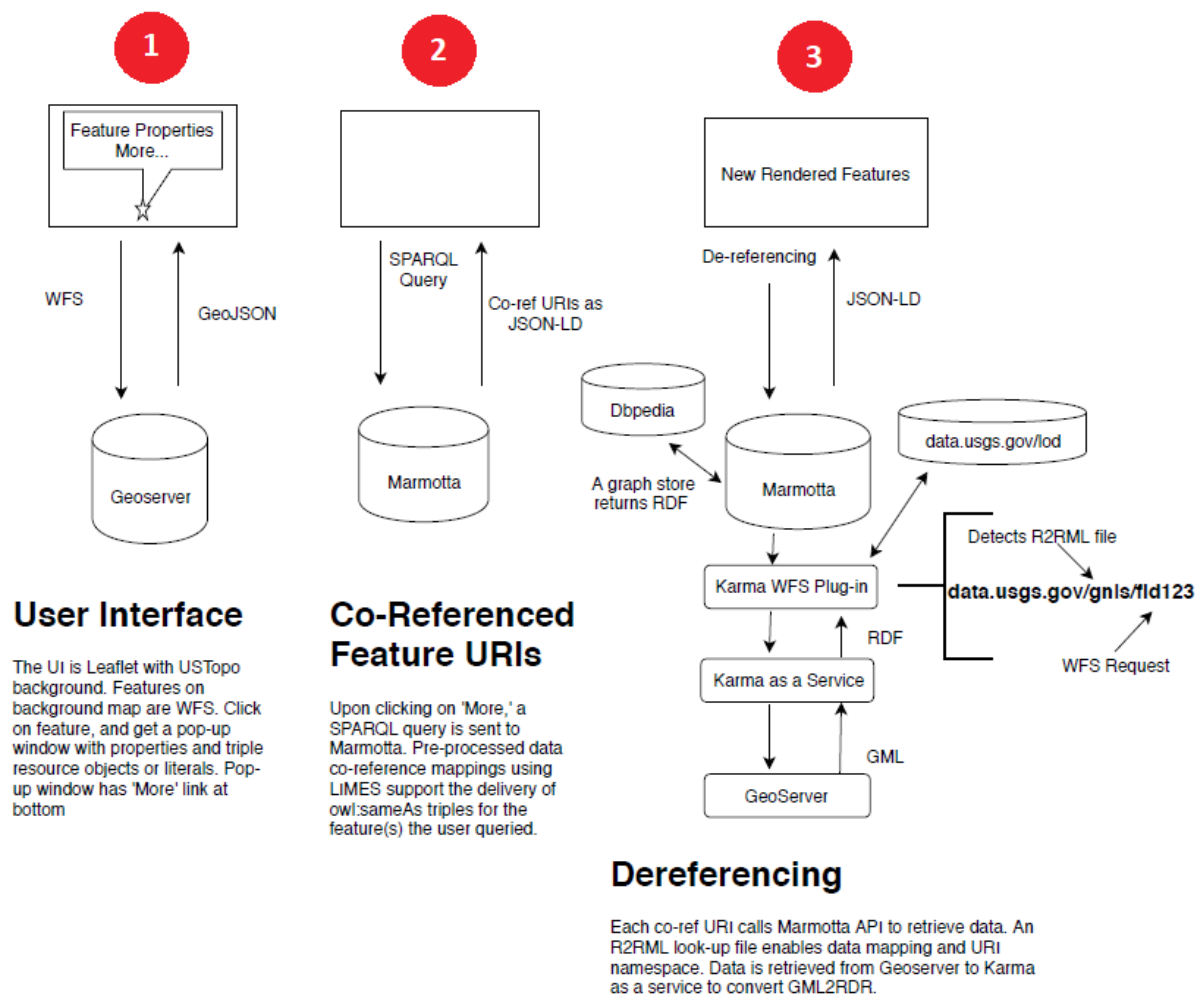 1
2
3
Feature Properties
More...
WFS
GeoJSON
Geoserver
User Interface
The UI is Leaflet with USTopo
background. Features on
background map are WFS. Click
on feature, and get a pop-up
window with properties and triple
resource objects or literals. Pop-
up window has 'More' link at
bottom
SPARQL
Query
Co-ref URIs as
JSON-LD
Marmotta
Co-Referenced
Feature URIs
Upon clicking on 'More,' a
SPARQL query is sent to
Marmotta. Pre-processed data
co-reference mappings using
LIMES support the delivery of
owl:sameAs triples for the
feature(s) the user queried.
New Rendered Features
De-referencing
JSON-LD
Dbpedia
data.usgs.gov/lod
A graph store
returns RDF
Marmotta
Detects R2RML file
Karma WFS Plug-in
data.usgs.gov/gnis/fid123
RDF
WFS Request
Karma as a Service
GML
GeoServer
Dereferencing
Each co-ref URI calls Marmotta API to retrieve data. An
R2RML look-up file enables data mapping and URI
namespace. Data is retrieved from Geoserver to Karma
as a service to convert GML2RDR.